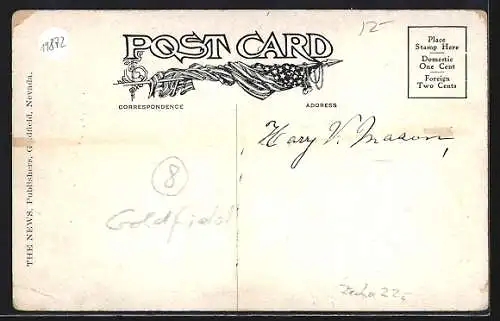 19872
12-
POST CARD
CORRESPONDENCE
ADDRESS
Place
Stamp Here
Domestic
One Cent
Foreign
Two Cents
THE NEWS, Publishers, Goldfield, Nevada.
Harry V. Mason,
8
Goldfield
22-